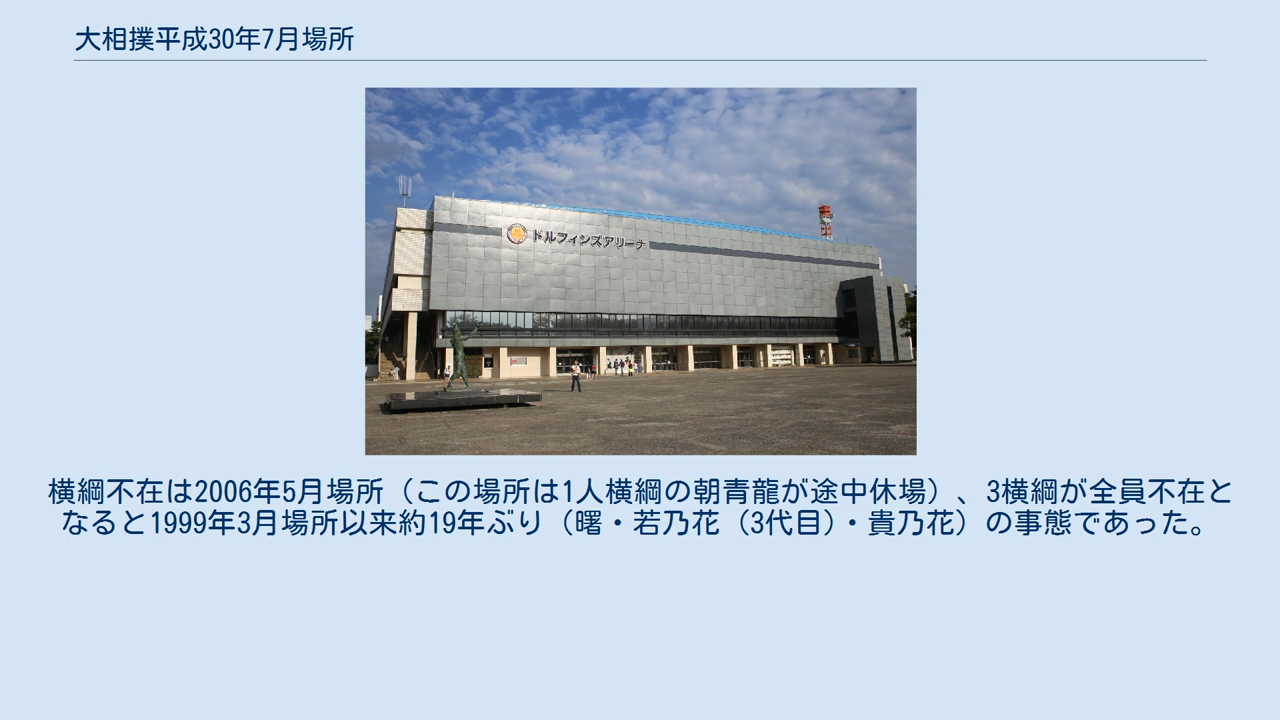 大相撲平成30年7月場所
ドルフィンズアリーナ
横綱不在は2006年5月場所（この場所は1人横綱の朝青龍が途中休場）、3横綱が全員不在と
なると1999年3月場所以来約19年ぶり（曙・若乃花（3代目）・貴乃花）の事態であった。